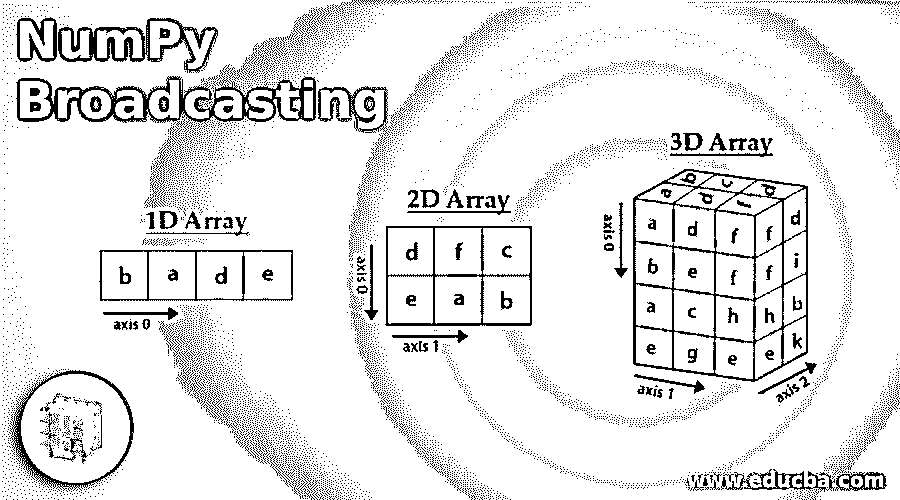 NumPy
Broadcasting
1D Array
b a d e
axis 0
2D Array
axis 0
d f c
e a b
axis 1
3D Array
b c d
a d f
axis 0
a d f f d
b e f f i
a c h h b
e g e e k
axis 1
axis 2
www.educba.com